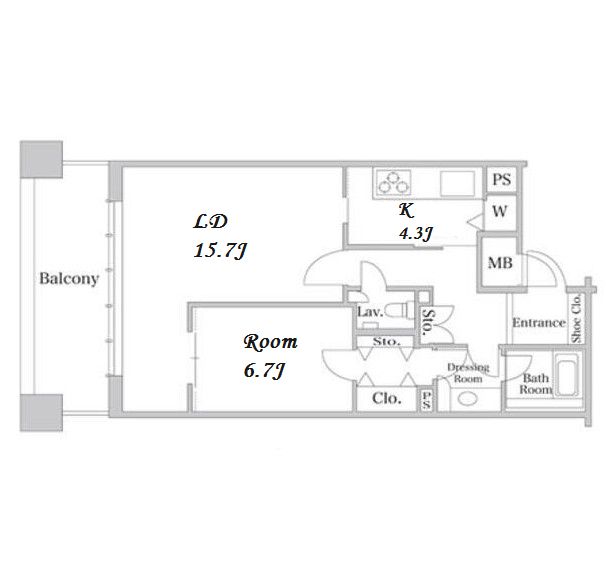 PS
K
4.3J
W
LD
15.7J
MB
Balcony
Lav.
Sto.
Entrance
Shoe Clo.
Room
6.7J
Sto.
Dressing
Room
Bath
Room
Clo.
P.S.